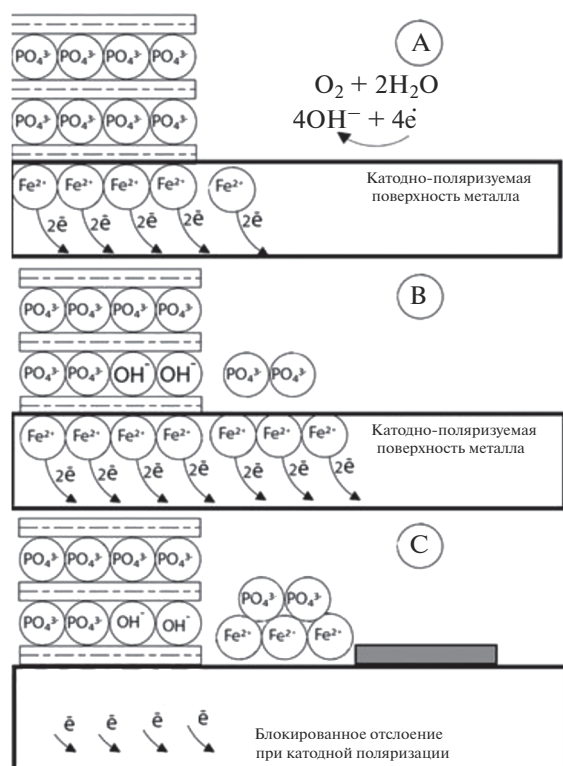 PO₄³⁻ PO₄³⁻ PO₄³⁻ PO₄³⁻
A
O₂ + 2H₂O
PO₄³⁻ PO₄³⁻ PO₄³⁻ PO₄³⁻
4OH⁻ + 4ē
Fe²⁺ Fe²⁺ Fe²⁺ Fe²⁺ Fe²⁺
Катодно-поляризуемая
поверхность металла
2ē 2ē 2ē 2ē 2ē
B
PO₄³⁻ PO₄³⁻ PO₄³⁻ PO₄³⁻
PO₄³⁻ PO₄³⁻ OH⁻ OH⁻ PO₄³⁻ PO₄³⁻
Fe²⁺ Fe²⁺ Fe²⁺ Fe²⁺ Fe²⁺ Fe²⁺ Fe²⁺
Катодно-поляризуемая
поверхность металла
2ē 2ē 2ē 2ē 2ē 2ē 2ē
C
PO₄³⁻ PO₄³⁻ PO₄³⁻ PO₄³⁻
PO₄³⁻ PO₄³⁻
PO₄³⁻ PO₄³⁻ OH⁻ OH⁻
Fe²⁺ Fe²⁺ Fe²⁺
ē ē ē ē
Блокированное отслоение
при катодной поляризации